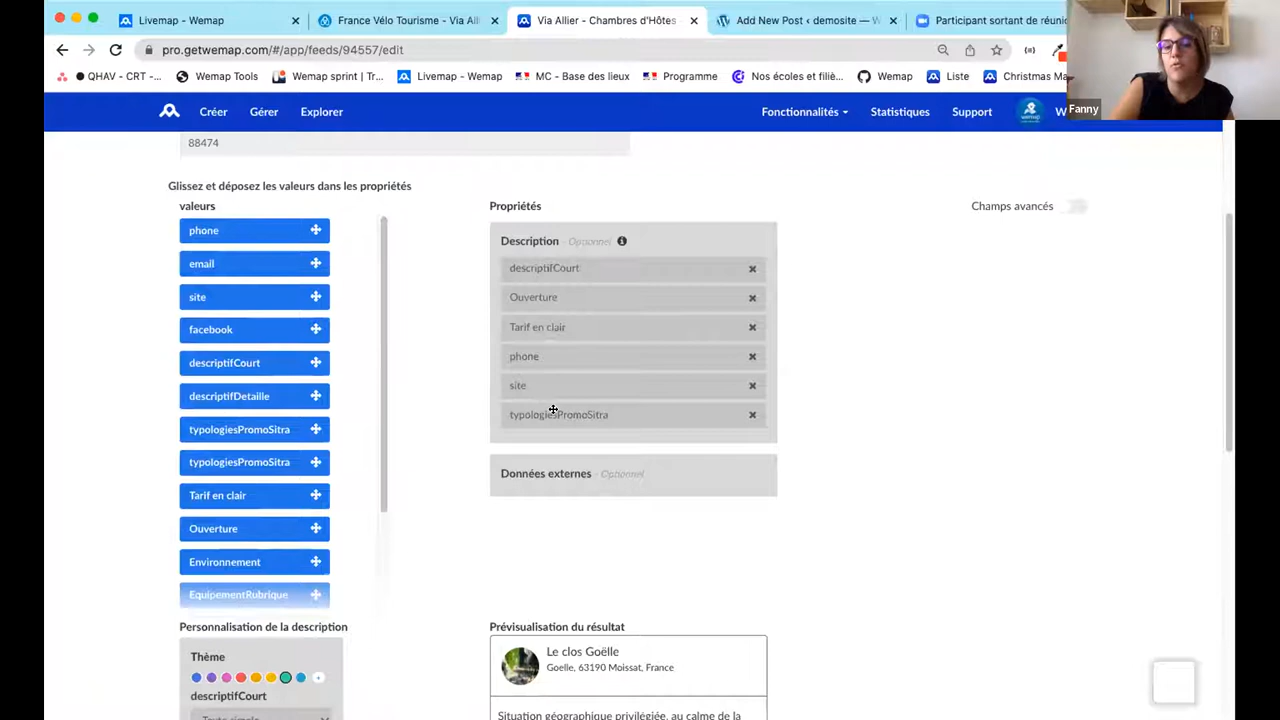 Livemap - Wemap
France Vélo Tourisme - Via Alli
Via Allier - Chambres d'Hôtes
Add New Post ‹ demosite — W
Participant sortant de réuni
pro.getwemap.com/#/app/feeds/94557/edit
QHAV - CRT -...
Wemap Tools
Wemap sprint | Tr...
Livemap - Wemap
MC - Base des lieux
Programme
Nos écoles et filiè...
Wemap
Liste
Christmas Ma
Fanny
Créer
Gérer
Explorer
Fonctionnalités
Statistiques
Support
W
88474
Glissez et déposez les valeurs dans les propriétés
valeurs
phone
email
site
facebook
descriptifCourt
descriptifDetaille
typologiesPromoSitra
typologiesPromoSitra
Tarif en clair
Ouverture
Environnement
EquipementRubrique
Propriétés
Description - Optionnel
descriptifCourt
Ouverture
Tarif en clair
phone
site
typologiesPromoSitra
Données externes - Optionnel
Champs avancés
Personnalisation de la description
Thème
descriptifCourt
Texte simple
Prévisualisation du résultat
Le clos Goëlle
Goelle, 63190 Moissat, France
Situation géographique privilégiée, au calme de la